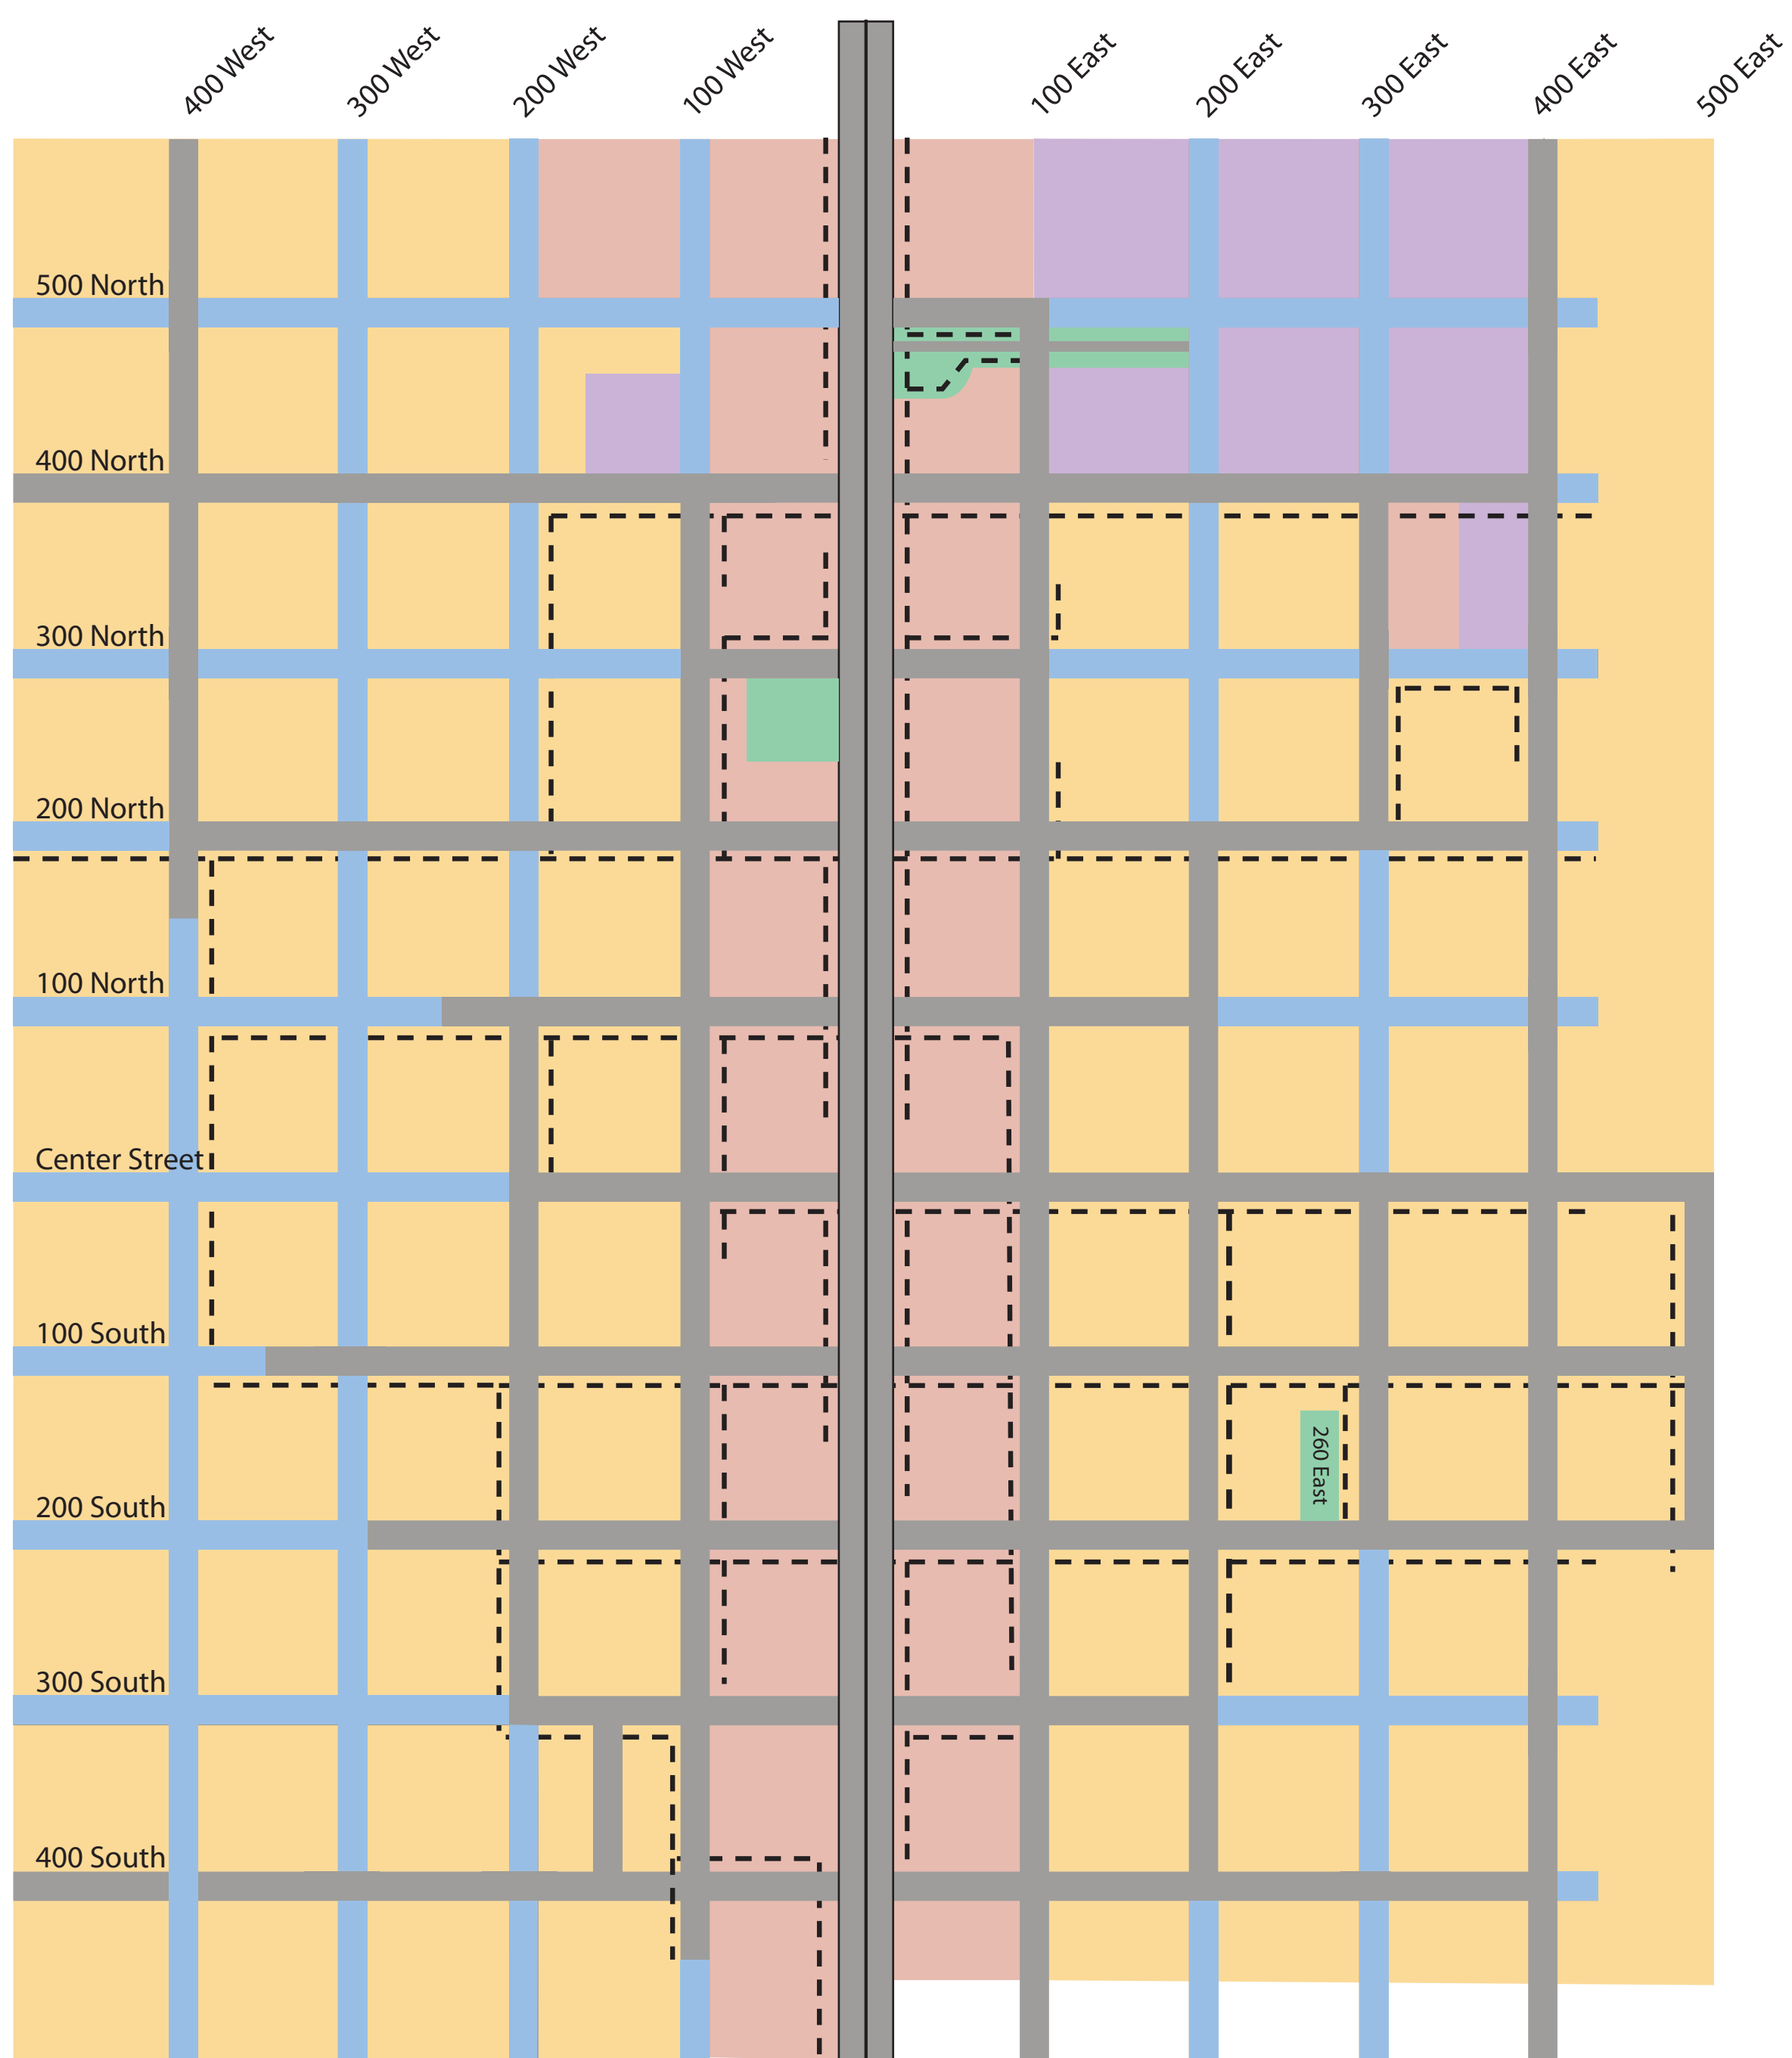 400 West
300 West
200 West
100 West
100 East
200 East
300 East
400 East
500 East
500 North
400 North
300 North
200 North
100 North
Center Street
100 South
260 East
200 South
300 South
400 South